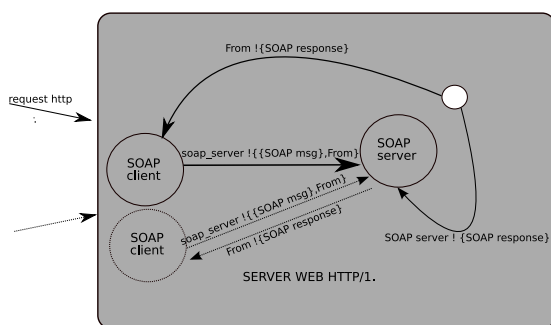 From !{SOAP response}
request http
:
soap_server !{{SOAP msg},From}
SOAP
client
SOAP
server
soap_server !{{SOAP msg},From}
From !{SOAP response}
SOAP
client
SOAP server ! {SOAP response}
SERVER WEB HTTP/1.